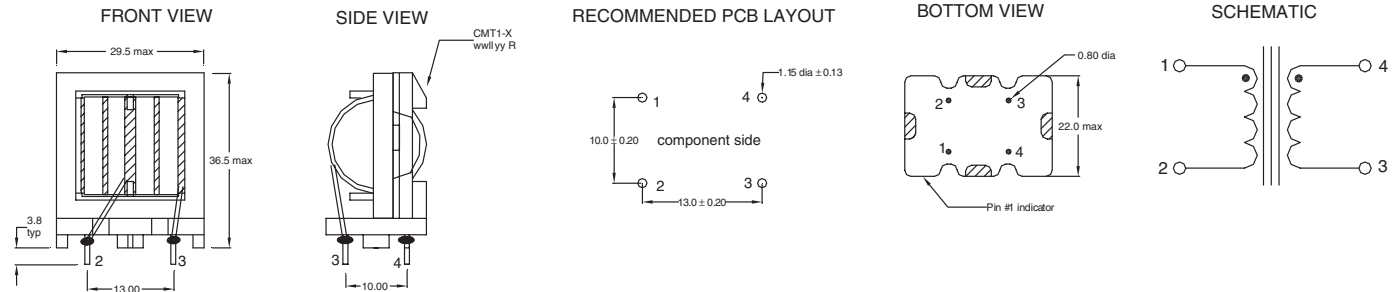 FRONT VIEW
29.5 max
36.5 max
3.8
typ
2
3
13.00
SIDE VIEW
CMT1-X
wwllyy R
3
4
10.00
RECOMMENDED PCB LAYOUT
1.15 dia ± 0.13
1
4
10.0 ± 0.20
component side
2
3
13.0 ± 0.20
BOTTOM VIEW
0.80 dia
2
3
22.0 max
1
4
Pin #1 indicator
SCHEMATIC
1
4
2
3